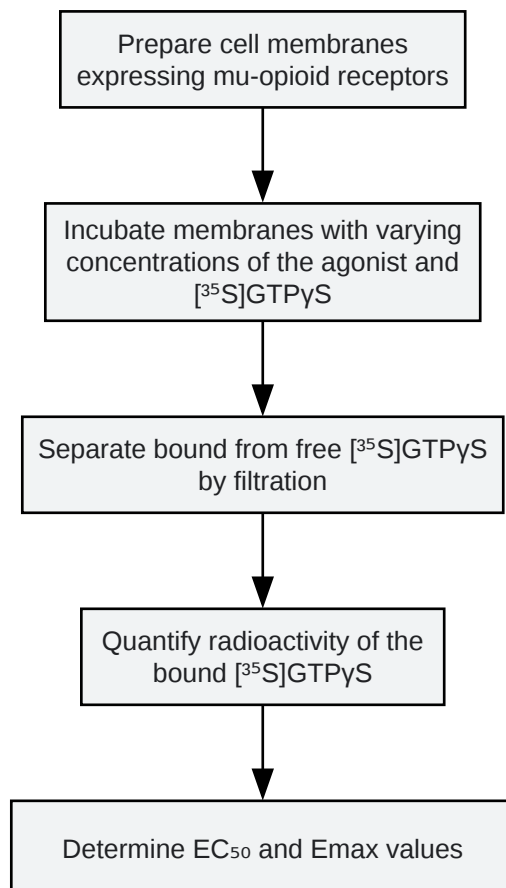 Prepare cell membranes
expressing mu-opioid receptors
Incubate membranes with varying
concentrations of the agonist and
[³⁵S]GTPγS
Separate bound from free [³⁵S]GTPγS
by filtration
Quantify radioactivity of the
bound [³⁵S]GTPγS
Determine EC₅₀ and Emax values